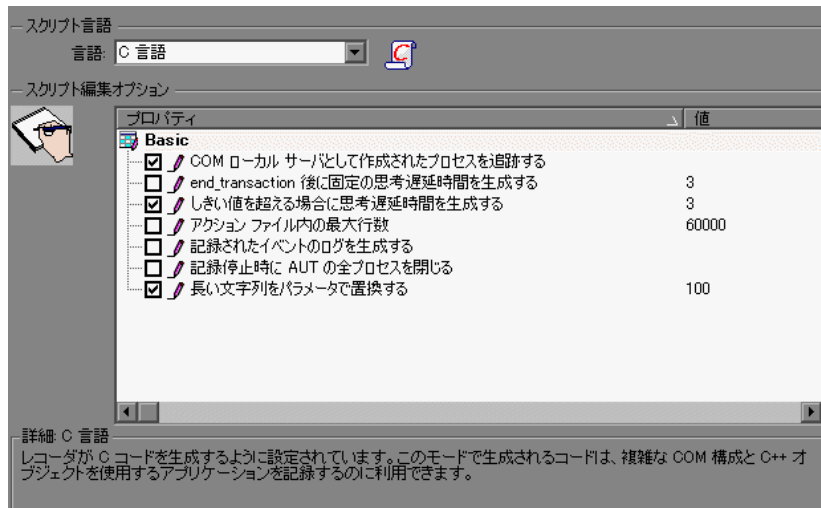 スクリプト言語
言語: C 言語
C
スクリプト編集オプション
プロパティ 値
Basic
COM ローカル サーバとして作成されたプロセスを追跡する
end_transaction 後に固定の思考遅延時間を生成する 3
しきい値を超える場合に思考遅延時間を生成する 3
アクション ファイル内の最大行数 60000
記録されたイベントのログを生成する
記録停止時に AUT の全プロセスを閉じる
長い文字列をパラメータで置換する 100
詳細: C 言語
レコーダが C コードを生成するように設定されています。このモードで生成されるコードは、複雑な COM 構成と C++ オ
ブジェクトを使用するアプリケーションを記録するのに利用できます。